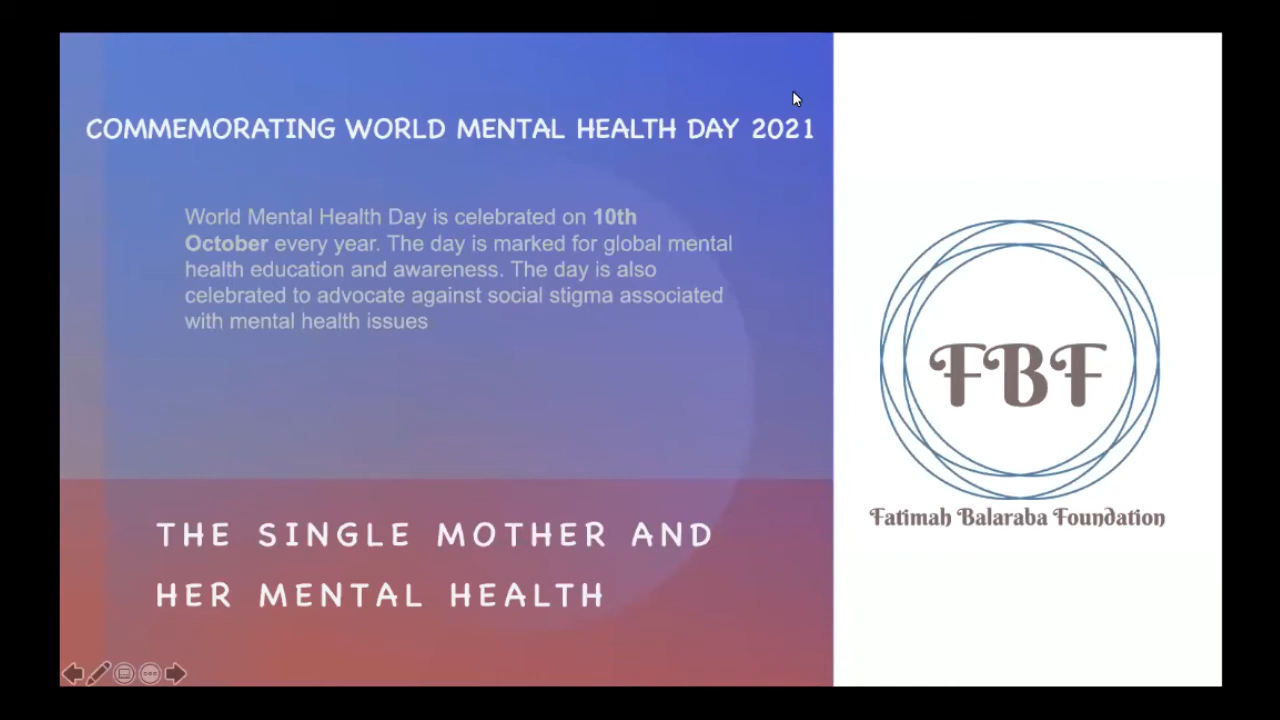 COMMEMORATING WORLD MENTAL HEALTH DAY 2021
World Mental Health Day is celebrated on 10th
October every year. The day is marked for global mental
health education and awareness. The day is also
celebrated to advocate against social stigma associated
with mental health issues
THE SINGLE MOTHER AND
HER MENTAL HEALTH
FBF
Fatimah Balaraba Foundation